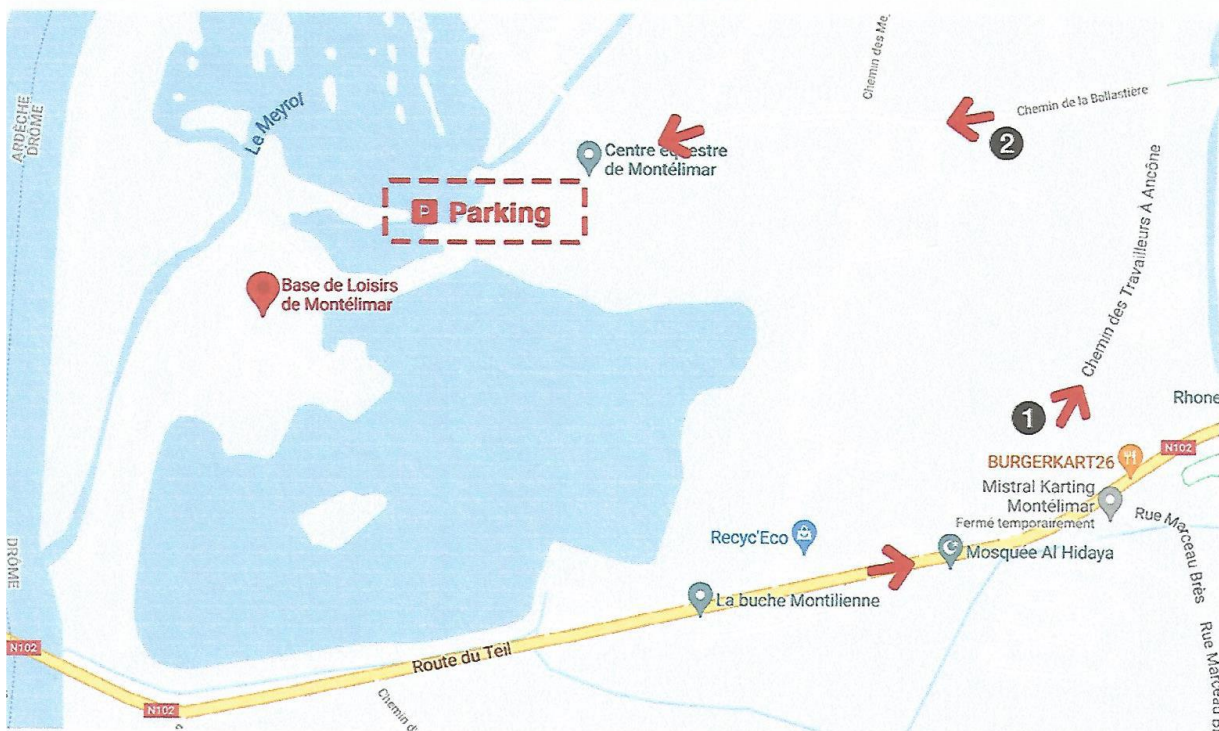 ARDÈCHE
DRÔME
Le Meyrol
Chemin des Me
Chemin de la Ballastière
2
Centre équestre
de Montélimar
P Parking
Base de Loisirs
de Montélimar
Chemin des Travailleurs À Ancône
1
Rhone
N102
BURGERKART26
Mistral Karting
Montélimar
Fermé temporairement
Rue Marceau Brès
Rue Marceau B
Recyc'Eco
Mosquée Al Hidaya
La buche Montilienne
DRÔME
N102
Route du Teil
N102
Chemin d